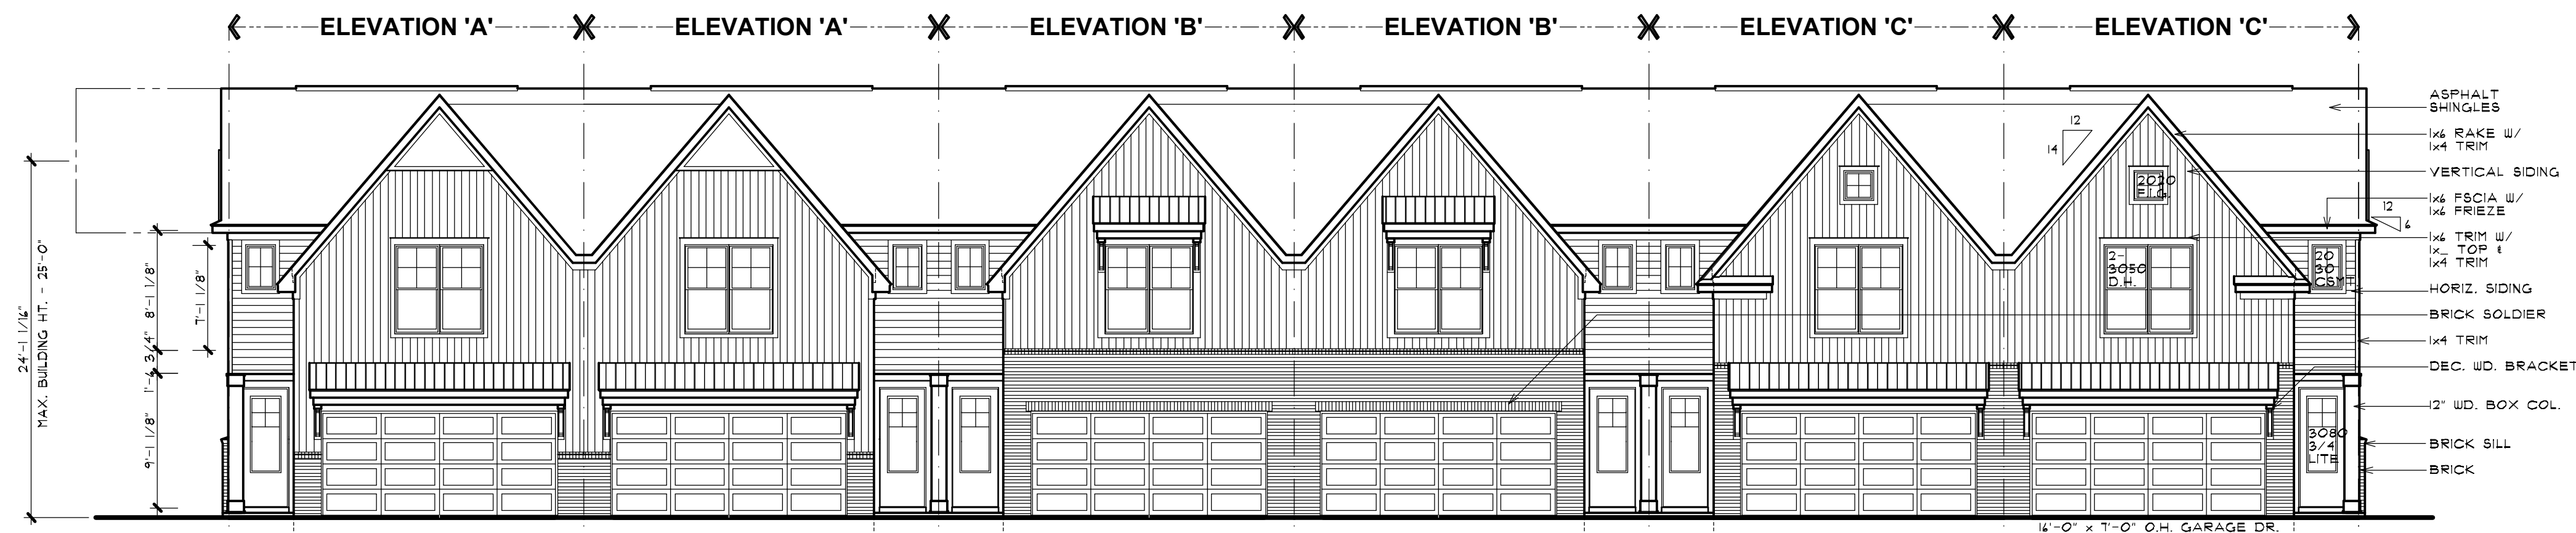 ELEVATION 'A'
ELEVATION 'A'
ELEVATION 'B'
ELEVATION 'B'
ELEVATION 'C'
ELEVATION 'C'
24'-1 1/16"
MAX. BUILDING HT. - 25'-0"
9'-1 1/8"
1'-6 3/4"
8'-1 1/8"
7'-1 1/8"
12
14
2020
F.I.G.
2-
3050
D.H.
20
30
CSMT
12
6
3080
3/4
LITE
16'-0" x 7'-0" O.H. GARAGE DR.
ASPHALT
SHINGLES
1x6 RAKE W/
1x4 TRIM
VERTICAL SIDING
1x6 FSCIA W/
1x6 FRIEZE
1x6 TRIM W/
1x_ TOP &
1x4 TRIM
HORIZ. SIDING
BRICK SOLDIER
1x4 TRIM
DEC. WD. BRACKET
12" WD. BOX COL.
BRICK SILL
BRICK